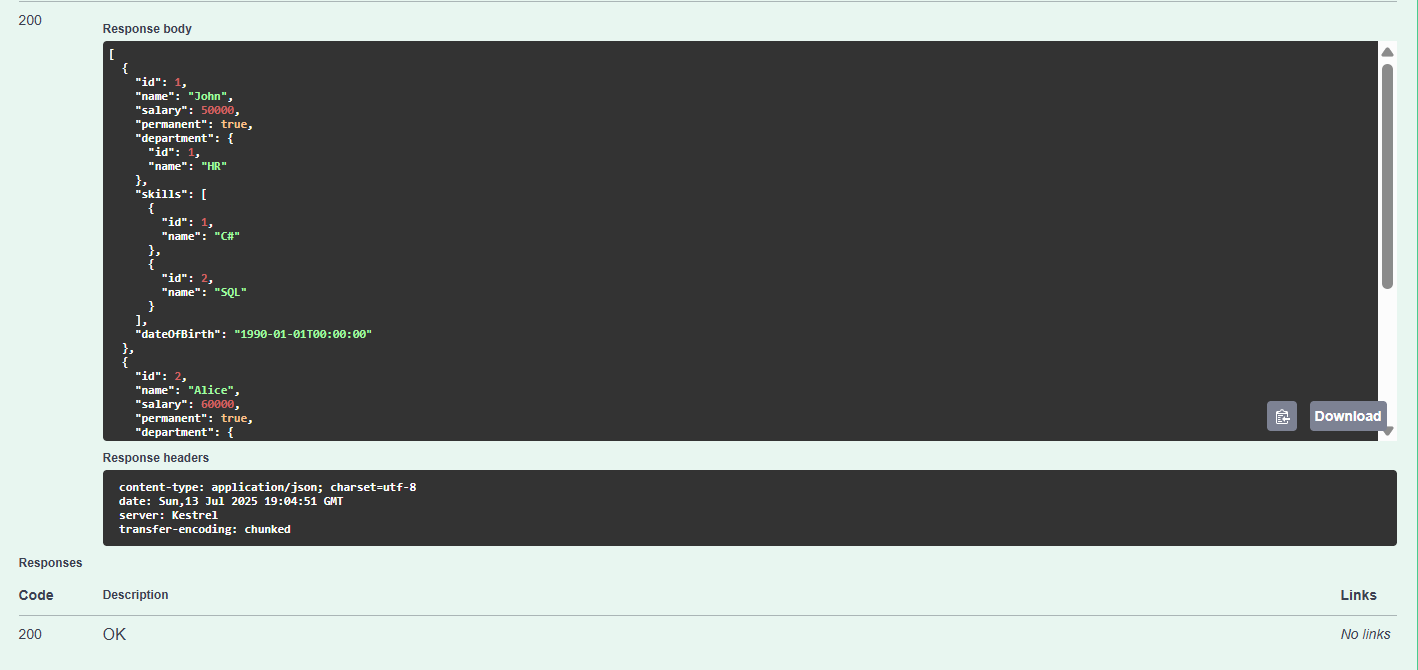 200
Response body
[
  {
    "id": 1,
    "name": "John",
    "salary": 50000,
    "permanent": true,
    "department": {
      "id": 1,
      "name": "HR"
    },
    "skills": [
      {
        "id": 1,
        "name": "C#"
      },
      {
        "id": 2,
        "name": "SQL"
      }
    ],
    "dateOfBirth": "1990-01-01T00:00:00"
  },
  {
    "id": 2,
    "name": "Alice",
    "salary": 60000,
    "permanent": true,
    "department": {
Download
Response headers
content-type: application/json; charset=utf-8
date: Sun,13 Jul 2025 19:04:51 GMT
server: Kestrel
transfer-encoding: chunked
Responses
Code Description Links
200 OK No links